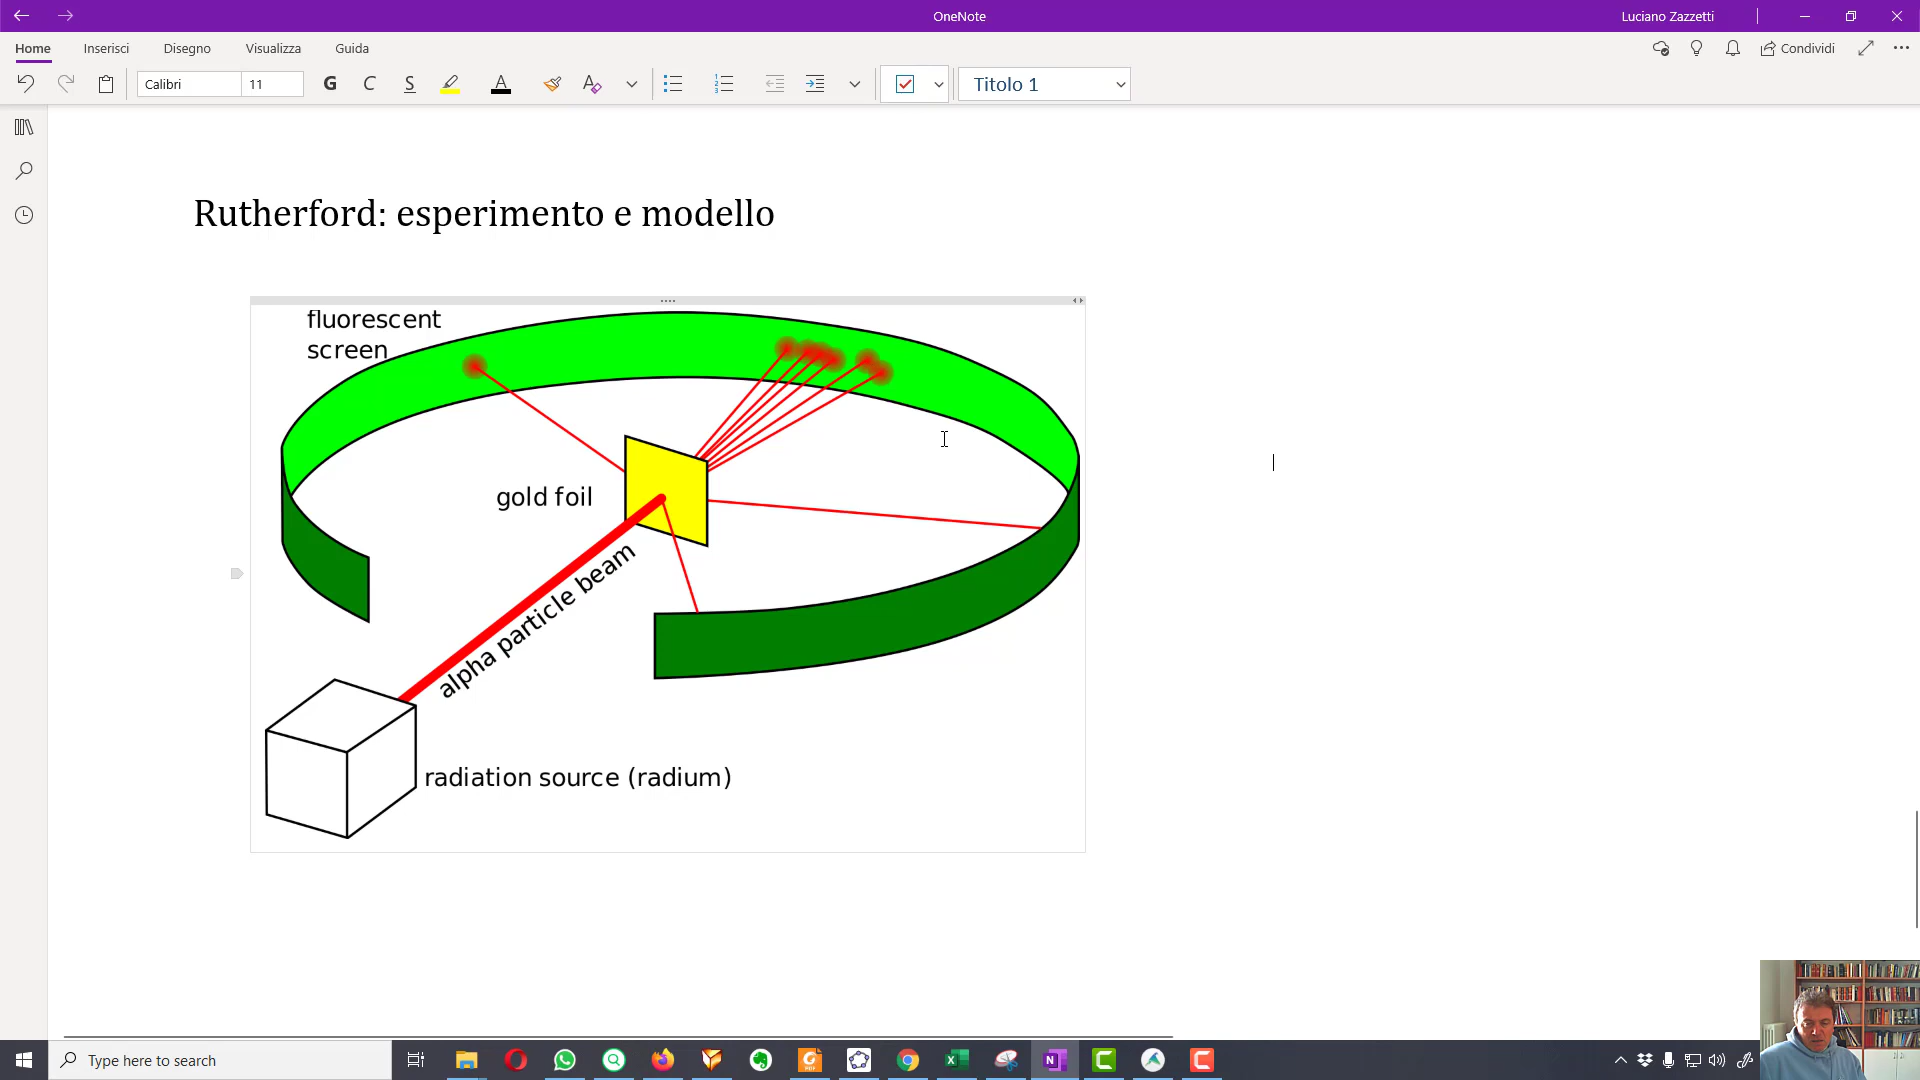 OneNote
Luciano Zazzetti
Home
Inserisci
Disegno
Visualizza
Guida
Condividi
Calibri
11
G
C
S
A
A
Titolo 1
Rutherford: esperimento e modello
fluorescent
screen
gold foil
alpha particle beam
radiation source (radium)
Type here to search